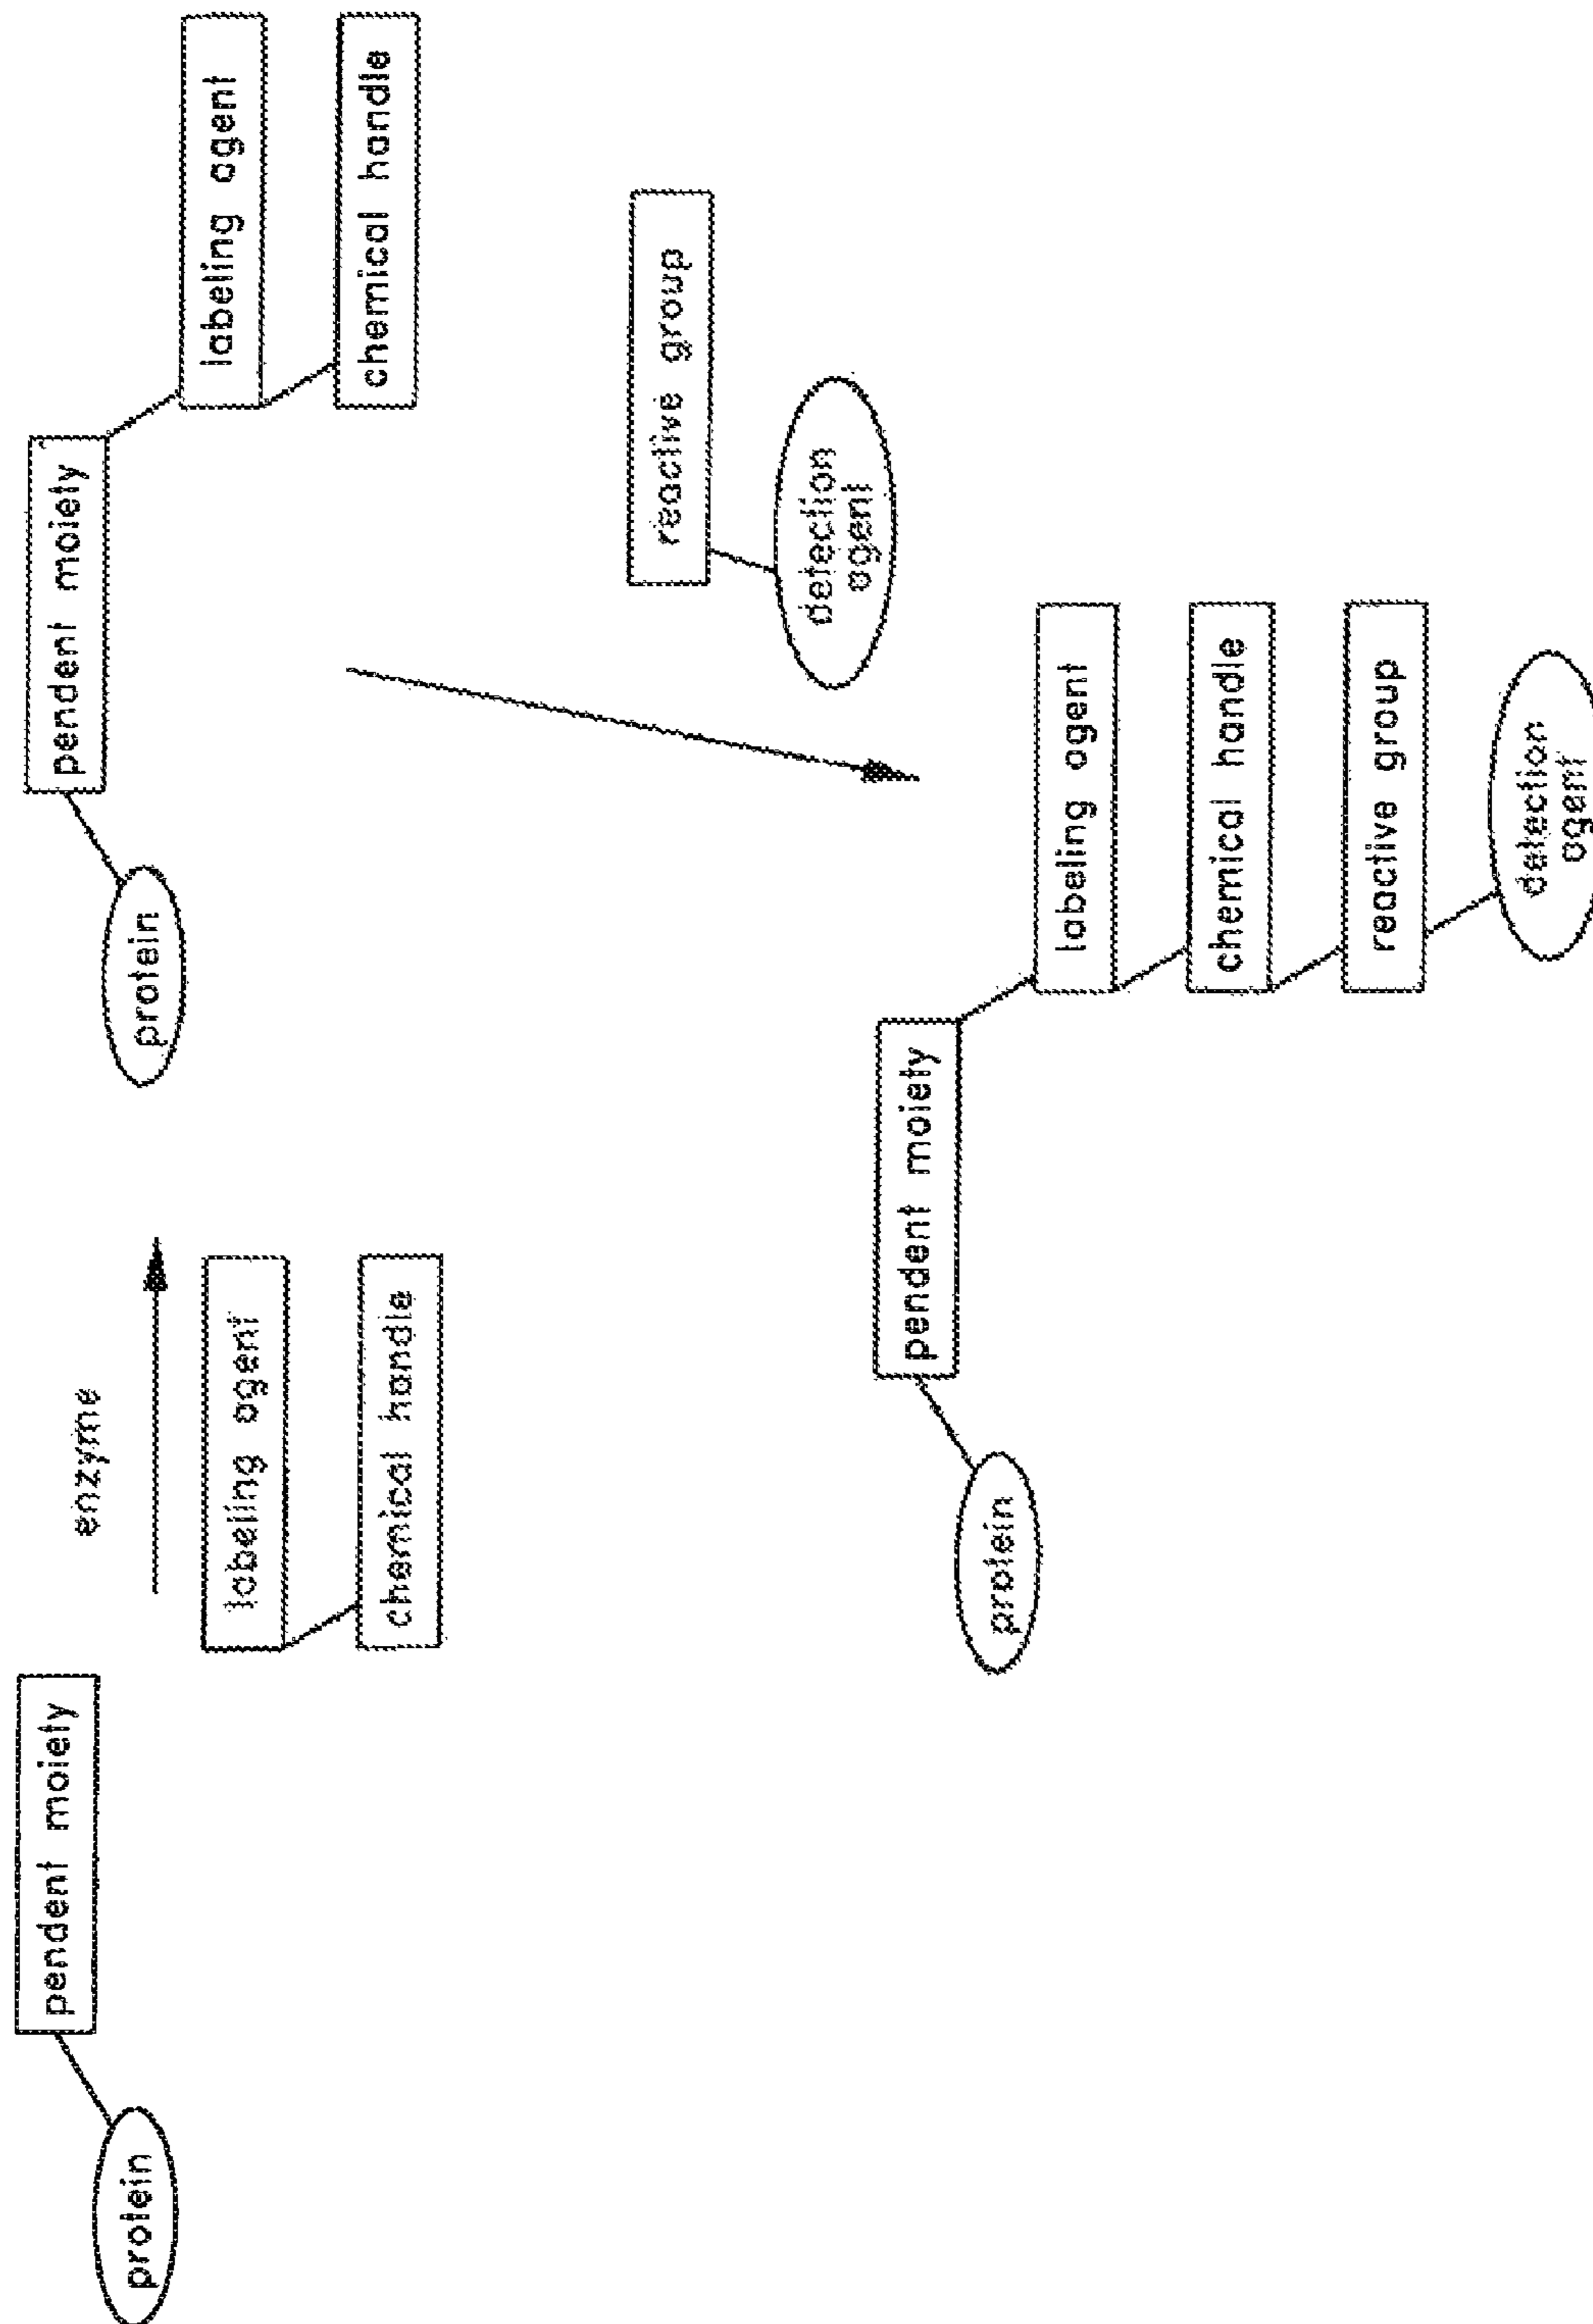 protein
pendent moiety
enzyme
labeling agent
chemical handle
protein
pendent moiety
labeling agent
chemical handle
reactive group
detection
agent
protein
pendent moiety
labeling agent
chemical handle
reactive group
detection
agent